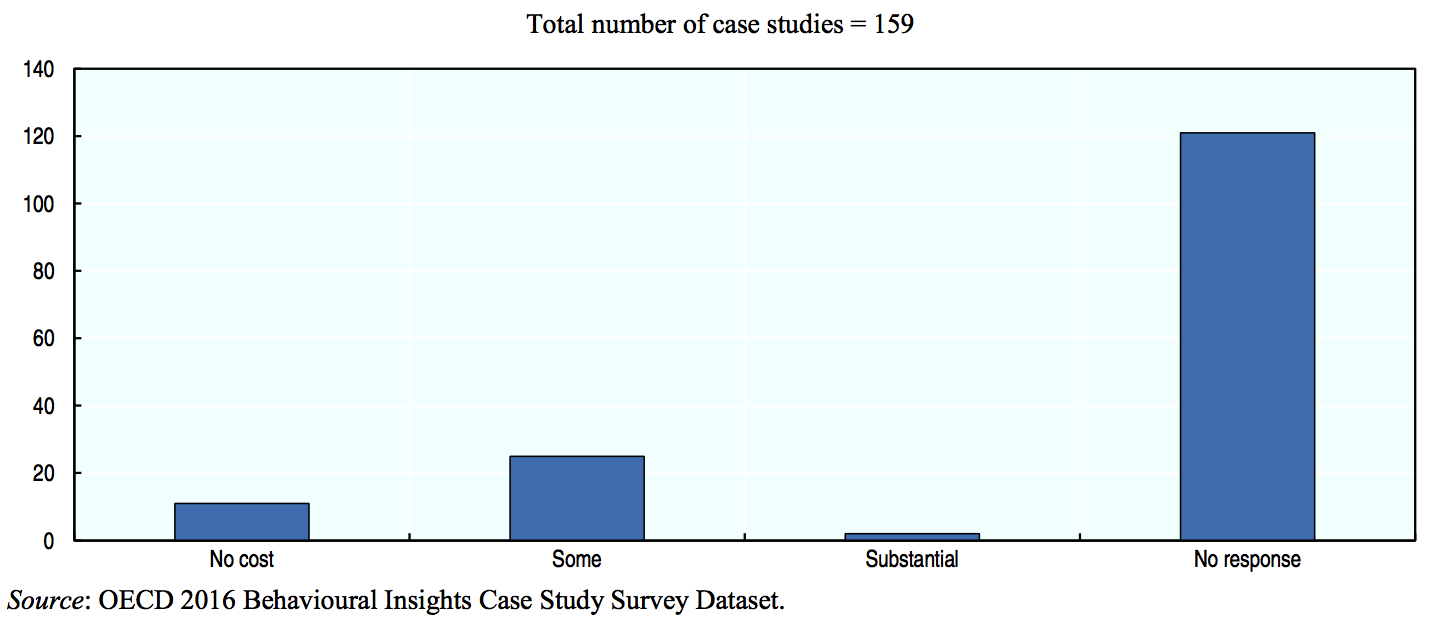 Total number of case studies = 159
140
120
100
80
60
40
20
0
No cost Some Substantial No response
Source: OECD 2016 Behavioural Insights Case Study Survey Dataset.